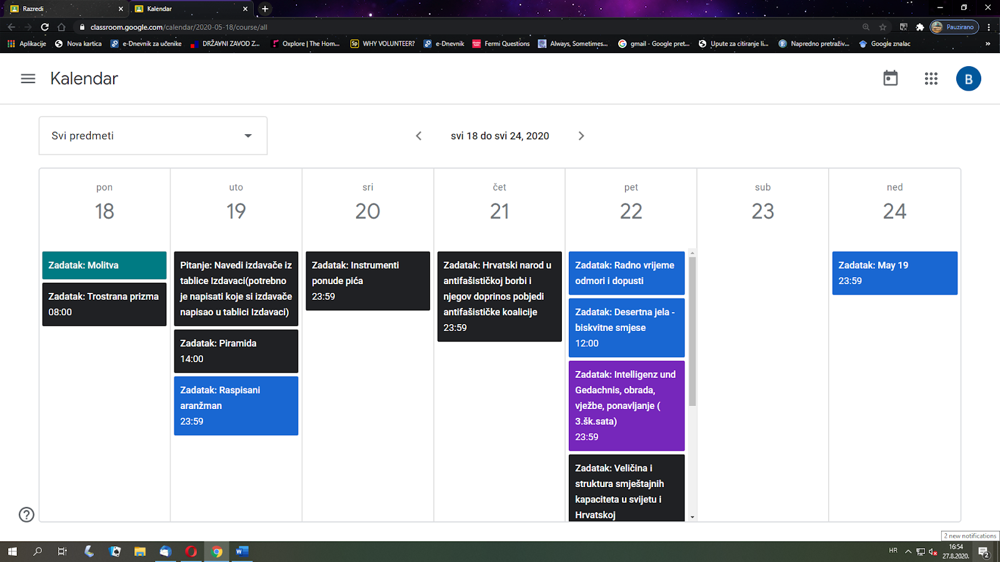 Razredi
Kalendar
classroom.google.com/calendar/2020-05-18/course/all
Pauzirano
Aplikacije
Nova kartica
e-Dnevnik za učenike
DRŽAVNI ZAVOD Z...
Oxplore | The Hom...
Sp WHY VOLUNTEER?
e-Dnevnik
Fermi Questions
Always, Sometimes...
gmail - Google pret...
Upute za citiranje li...
Napredno pretraživ...
Google znalac
»
Kalendar
B
Svi predmeti
svi 18 do svi 24, 2020
pon
18
Zadatak: Molitva
Zadatak: Trostrana prizma
08:00
uto
19
Pitanje: Navedi izdavače iz
tablice Izdavaci(potrebno
je napisati koje si izdavače
napisao u tablici Izdavaci)
Zadatak: Piramida
14:00
Zadatak: Raspisani
aranžman
23:59
sri
20
Zadatak: Instrumenti
ponude pića
23:59
čet
21
Zadatak: Hrvatski narod u
antifašističkoj borbi i
njegov doprinos pobjedi
antifašističke koalicije
23:59
pet
22
Zadatak: Radno vrijeme
odmori i dopusti
Zadatak: Desertna jela -
biskvitne smjese
12:00
Zadatak: Intelligenz und
Gedachnis, obrada,
vježbe, ponavljanje (
3.šk.sata)
23:59
Zadatak: Veličina i
struktura smještajnih
kapaciteta u svijetu i
Hrvatskoj
sub
23
ned
24
Zadatak: May 19
23:59
2 new notifications
HR
16:54
27.8.2020.
2